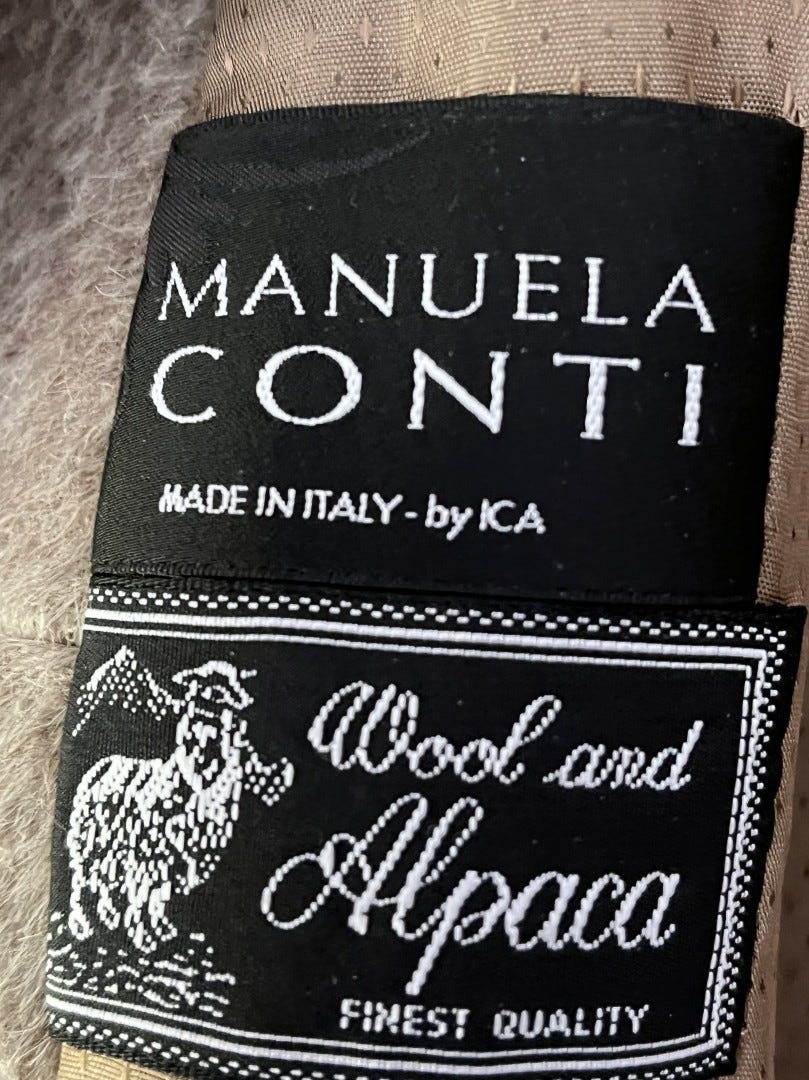 MANUELA
CONTI
MADE IN ITALY - by ICA
Wool and
Alpaca
FINEST QUALITY